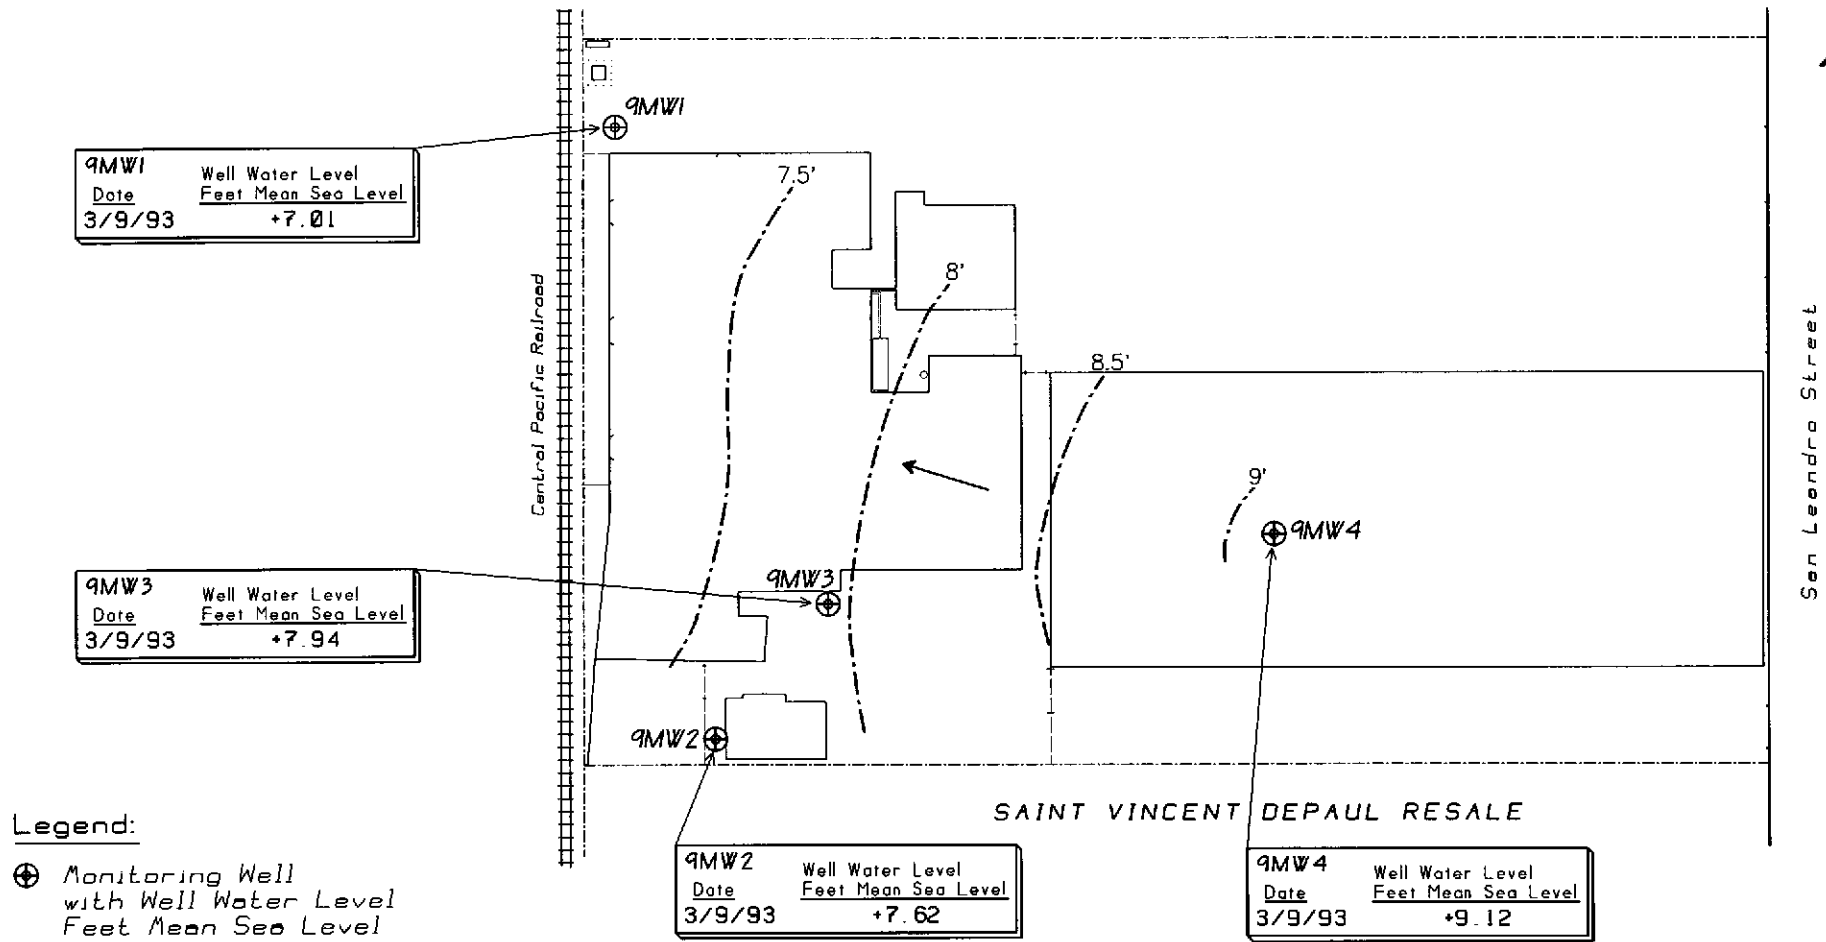 9MW1
9MW1 Well Water Level
Date Feet Mean Sea Level
3/9/93 +7.01
7.5'
8'
Central Pacific Railroad
8.5'
San Leandro Street
9'
9MW4
9MW3
9MW3 Well Water Level
Date Feet Mean Sea Level
3/9/93 +7.94
9MW2
SAINT VINCENT DEPAUL RESALE
Legend:
Monitoring Well
with Well Water Level
Feet Mean Sea Level
9MW2 Well Water Level
Date Feet Mean Sea Level
3/9/93 +7.62
9MW4 Well Water Level
Date Feet Mean Sea Level
3/9/93 +9.12